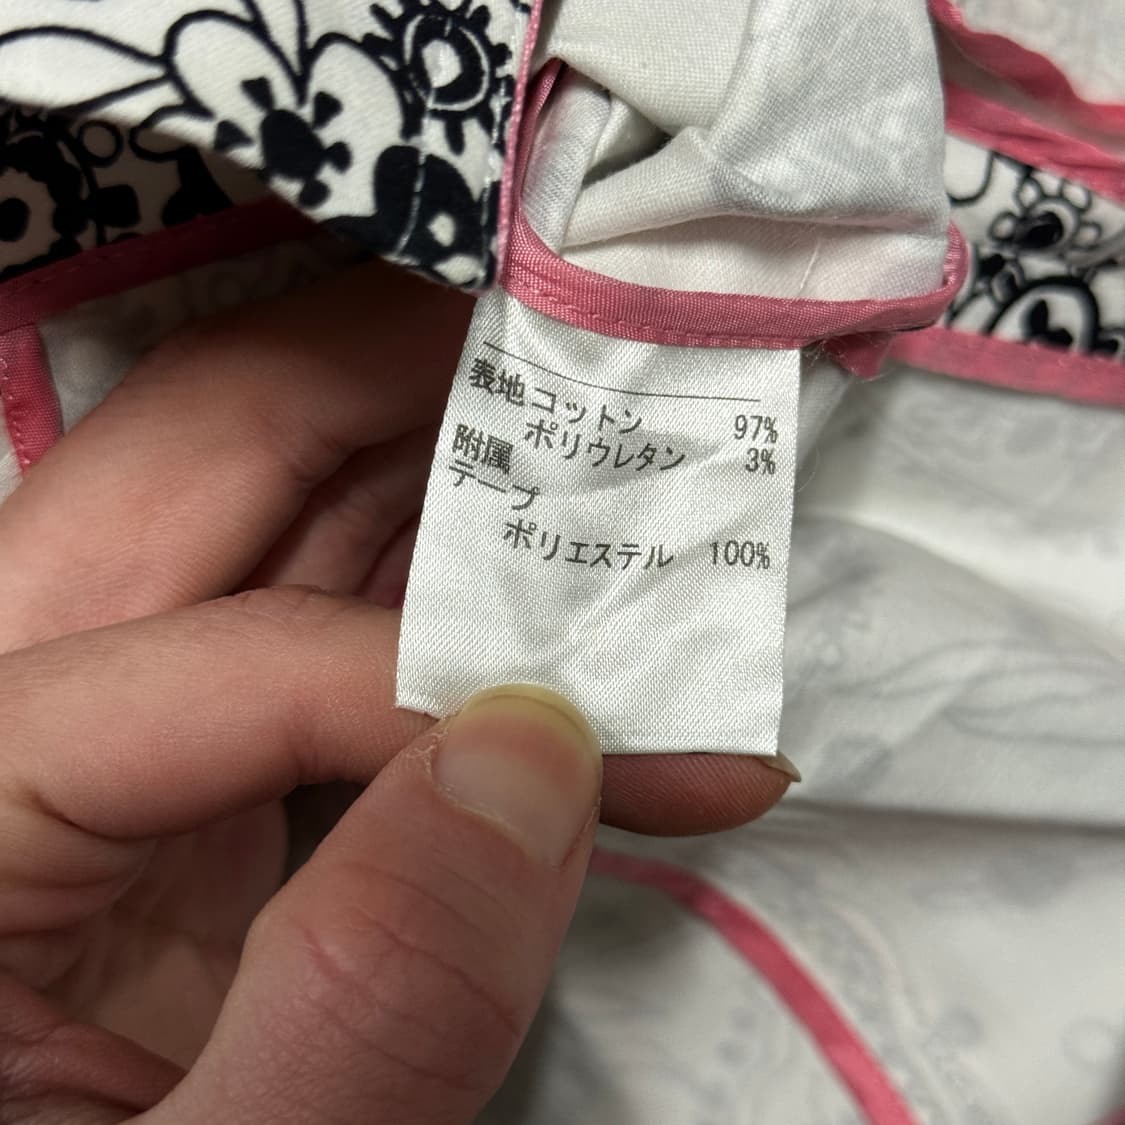 表地 コットン 97%
ポリウレタン 3%
附属
テープ
ポリエステル 100%